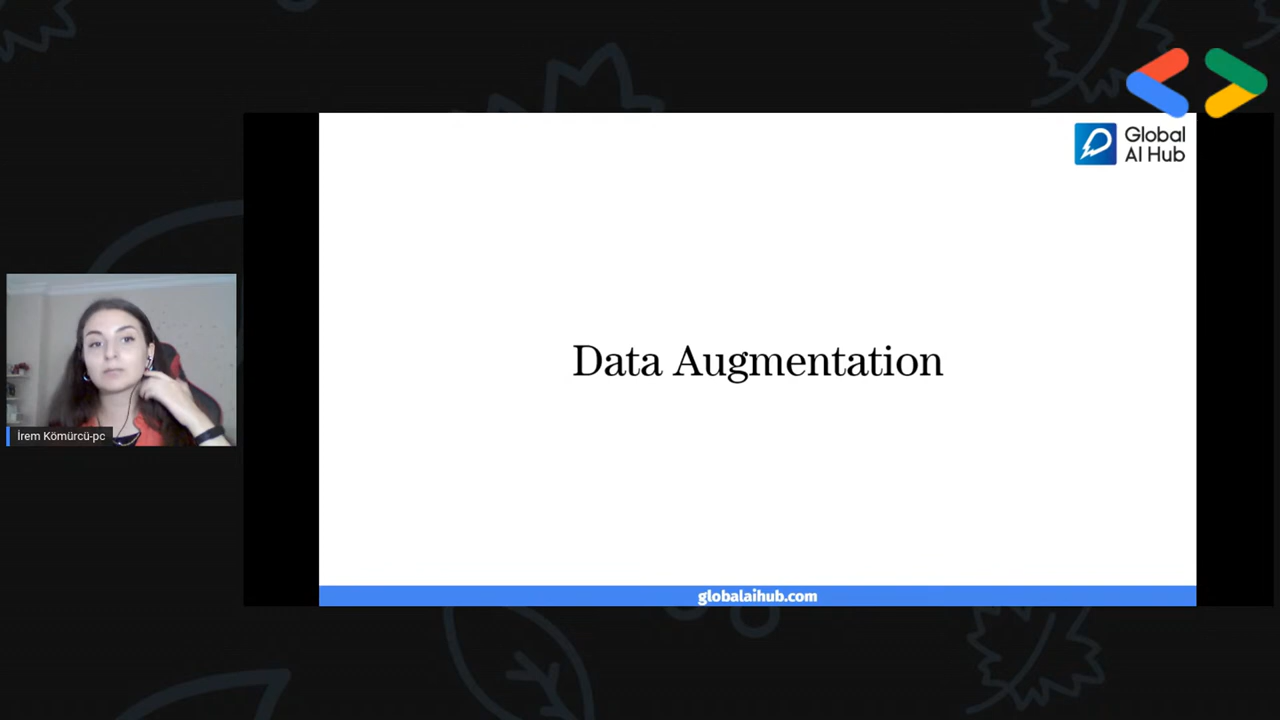 Global
AI Hub
Data Augmentation
İrem Kömürcü-pc
globalaihub.com